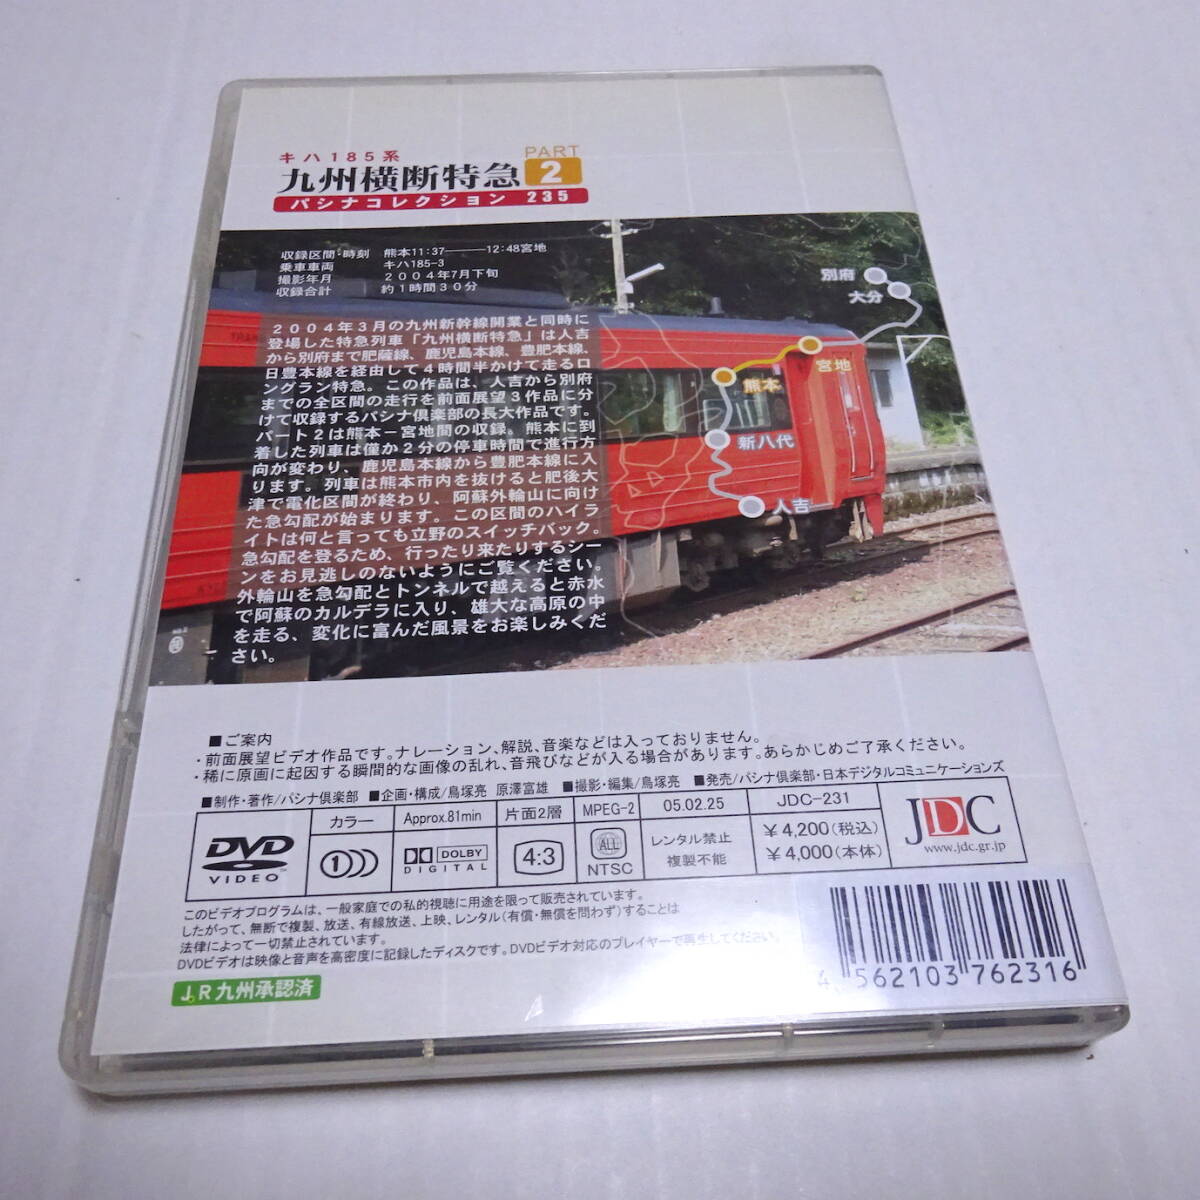 キハ185系
九州横断特急
PART
2
パシナコレクション 235
収録区間・時刻 熊本11:37―――12:48宮地
乗車車両 キハ185-3
撮影年月 2004年7月下旬
収録合計 約1時間30分
2004年3月の九州新幹線開業と同時に
登場した特急列車「九州横断特急」は人吉
から別府まで肥薩線、鹿児島本線、豊肥本線、
日豊本線を経由して4時間半かけて走るロ
ングラン特急。この作品は、人吉から別府
までの全区間の走行を前面展望3作品に分
けて収録するパシナ倶楽部の長大作品です。
パート2は熊本－宮地間の収録。熊本に到
着した列車は僅か2分の停車時間で進行方
向が変わり、鹿児島本線から豊肥本線に入
ります。列車は熊本市内を抜けると肥後大
津で電化区間が終わり、阿蘇外輪山に向け
た急勾配が始まります。この区間のハイラ
イトは何と言っても立野のスイッチバック。
急勾配を登るため、行ったり来たりするシー
ンをお見逃しのないようにご覧ください。
外輪山を急勾配とトンネルで越えると赤水
で阿蘇のカルデラに入り、雄大な高原の中
を走る、変化に富んだ風景をお楽しみくだ
さい。
別府
大分
宮地
熊本
新八代
人吉
■ご案内
・前面展望ビデオ作品です。ナレーション、解説、音楽などは入っておりません。
・稀に原画に起因する瞬間的な画像の乱れ、音飛びなどが入る場合があります。あらかじめご了承ください。
■制作・著作/パシナ倶楽部 ■企画・構成/鳥塚亮 原澤富雄 ■撮影・編集/鳥塚亮 ■発売/パシナ倶楽部・日本デジタルコミュニケーションズ
DVD VIDEO
カラー
Approx.81min
片面2層
MPEG-2
05.02.25
JDC-231
1
DOLBY DIGITAL
4:3
ALL
NTSC
レンタル禁止
複製不能
￥4,200(税込)
￥4,000(本体)
JDC
www.jdc.gr.jp
このビデオプログラムは、一般家庭での私的視聴に用途を限って販売されています。
したがって、無断で複製、放送、有線放送、上映、レンタル(有償・無償を問わず)することは
法律によって一切禁止されています。
DVDビデオは映像と音声を高密度に記録したディスクです。DVDビデオ対応のプレイヤーで再生してください。
JR九州承認済
4 562103 762316